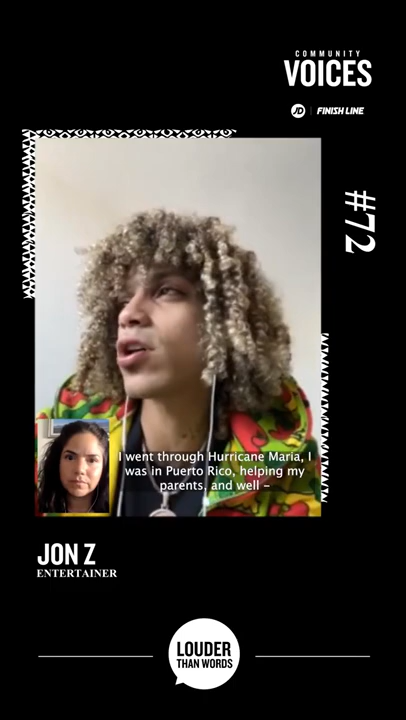 COMMUNITY
VOICES
JD | FINISH LINE
#72
I went through Hurricane Maria, I
was in Puerto Rico, helping my
parents, and well –
JON Z
ENTERTAINER
LOUDER
THAN WORDS